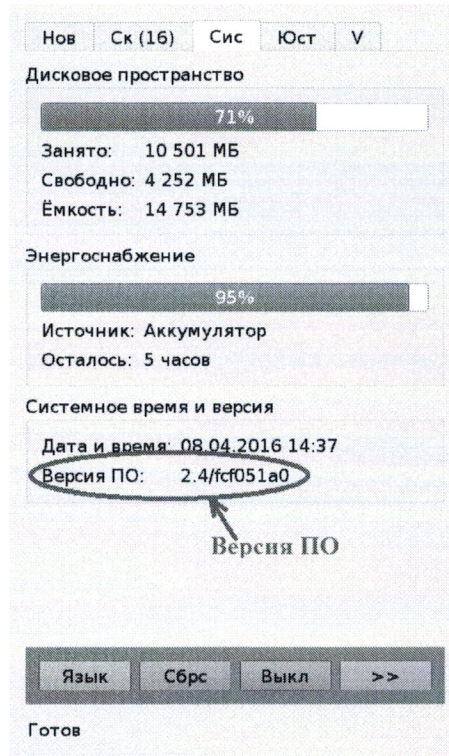 Нов Ск (16) Сис Юст V
Дисковое пространство
71%
Занято: 10 501 МБ
Свободно: 4 252 МБ
Ёмкость: 14 753 МБ
Энергоснабжение
95%
Источник: Аккумулятор
Осталось: 5 часов
Системное время и версия
Дата и время: 08.04.2016 14:37
Версия ПО: 2.4/fcf051a0
Версия ПО
Язык Сбрс Выкл >>
Готов